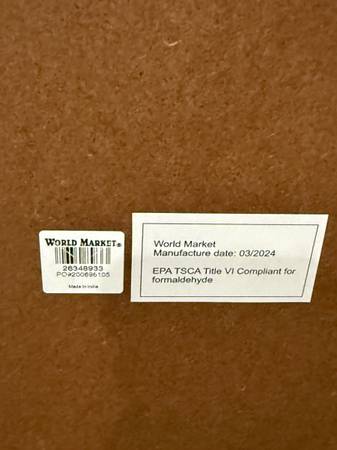 WORLD MARKET®
26348933
PO#200696105
Made in India
World Market
Manufacture date: 03/2024
EPA TSCA Title VI Compliant for
formaldehyde